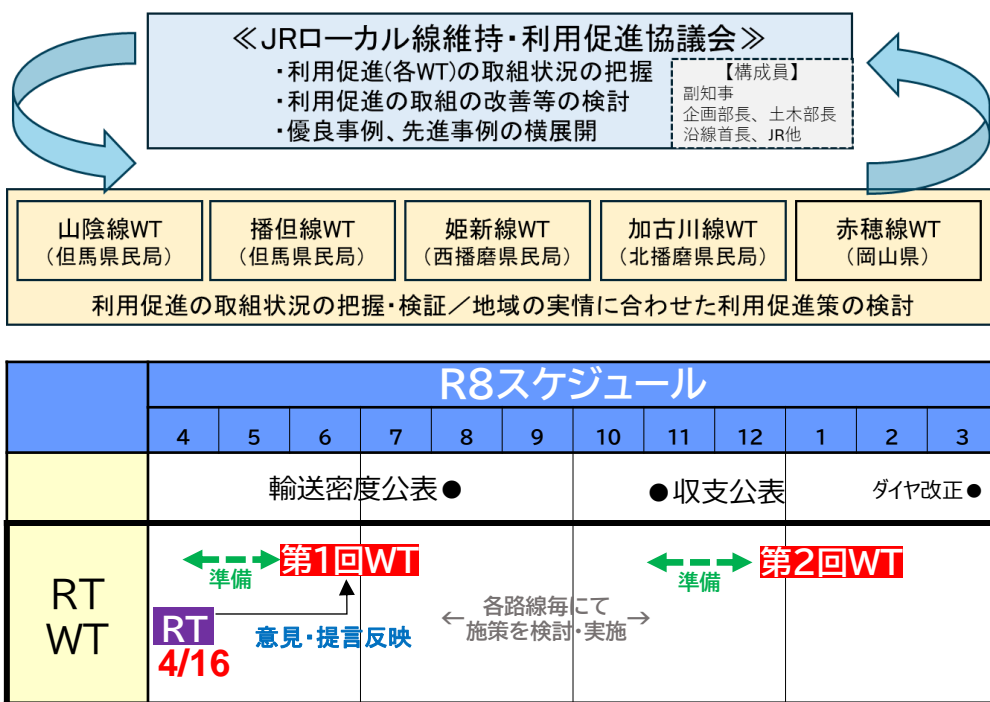 ≪JRローカル線維持・利用促進協議会≫
・利用促進(各WT)の取組状況の把握
・利用促進の取組の改善等の検討
・優良事例、先進事例の横展開
【構成員】
副知事
企画部長、土木部長
沿線首長、JR他
山陰線WT
（但馬県民局）
播但線WT
（但馬県民局）
姫新線WT
（西播磨県民局）
加古川線WT
（北播磨県民局）
赤穂線WT
（岡山県）
利用促進の取組状況の把握・検証／地域の実情に合わせた利用促進策の検討
R8スケジュール
4 5 6 7 8 9 10 11 12 1 2 3
輸送密度公表● ●収支公表 ダイヤ改正●
RT
WT
第1回WT
準備
RT
4/16
意見・提言反映
←各路線毎にて
施策を検討・実施→
準備
第2回WT